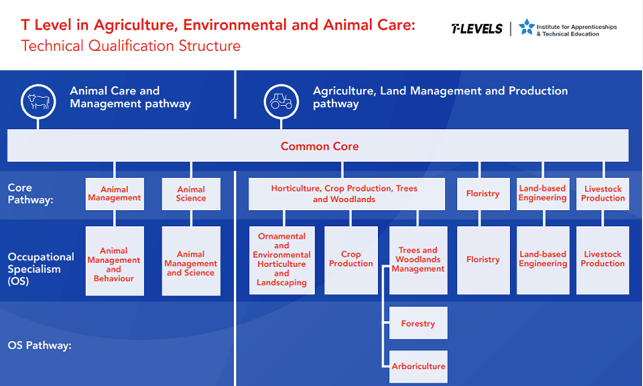 T Level in Agriculture, Environmental and Animal Care:
Technical Qualification Structure
T-LEVELS
Institute for Apprenticeships
& Technical Education
Animal Care and
Management pathway
Agriculture, Land Management and Production
pathway
Common Core
Core
Pathway:
Animal
Management
Animal
Science
Horticulture, Crop Production, Trees
and Woodlands
Floristry
Land-based
Engineering
Livestock
Production
Occupational
Specialism
(OS)
Animal
Management
and
Behaviour
Animal
Management
and Science
Ornamental
and
Environmental
Horticulture
and
Landscaping
Crop
Production
Trees and
Woodlands
Management
Floristry
Land-based
Engineering
Livestock
Production
OS Pathway:
Forestry
Arboriculture